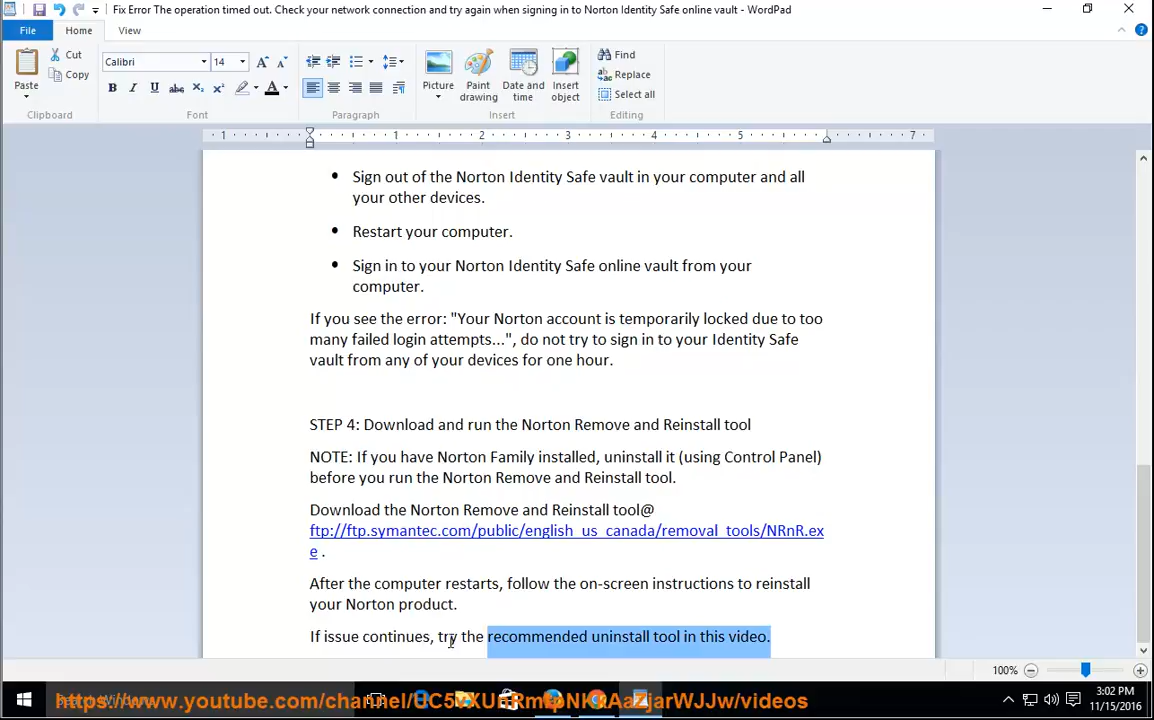 Fix Error The operation timed out. Check your network connection and try again when signing in to Norton Identity Safe online vault - WordPad
File Home View
Paste
Cut
Copy
Clipboard
Calibri 14
B I U abc X₂ X² A
Font
Paragraph
Picture
Paint drawing
Date and time
Insert object
Insert
Find
Replace
Select all
Editing
1 1 2 3 4 5 7
• Sign out of the Norton Identity Safe vault in your computer and all
your other devices.
• Restart your computer.
• Sign in to your Norton Identity Safe online vault from your
computer.
If you see the error: "Your Norton account is temporarily locked due to too
many failed login attempts...", do not try to sign in to your Identity Safe
vault from any of your devices for one hour.
STEP 4: Download and run the Norton Remove and Reinstall tool
NOTE: If you have Norton Family installed, uninstall it (using Control Panel)
before you run the Norton Remove and Reinstall tool.
Download the Norton Remove and Reinstall tool@
ftp://ftp.symantec.com/public/english_us_canada/removal_tools/NRnR.ex
e .
After the computer restarts, follow the on-screen instructions to reinstall
your Norton product.
If issue continues, try the recommended uninstall tool in this video.
100%
3:02 PM
11/15/2016